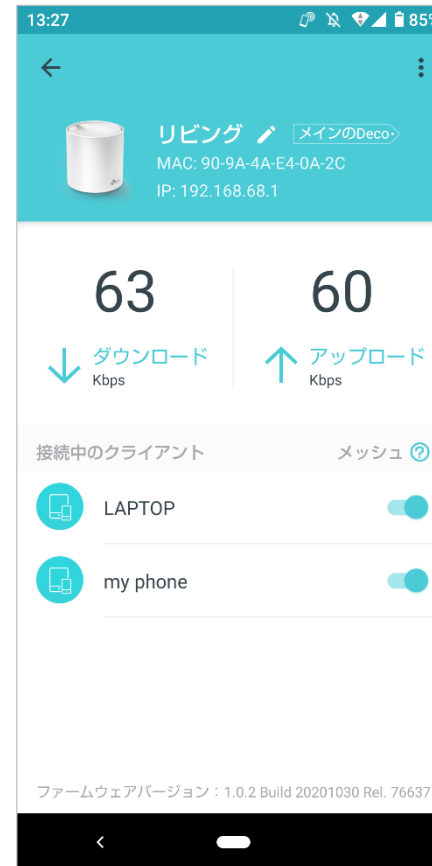 13:27
リビング
メインのDeco
MAC: 90-9A-4A-E4-0A-2C
IP: 192.168.68.1
63
60
ダウンロード
アップロード
Kbps
Kbps
接続中のクライアント
メッシュ
LAPTOP
my phone
ファームウェアバージョン：1.0.2 Build 20201030 Rel. 76637